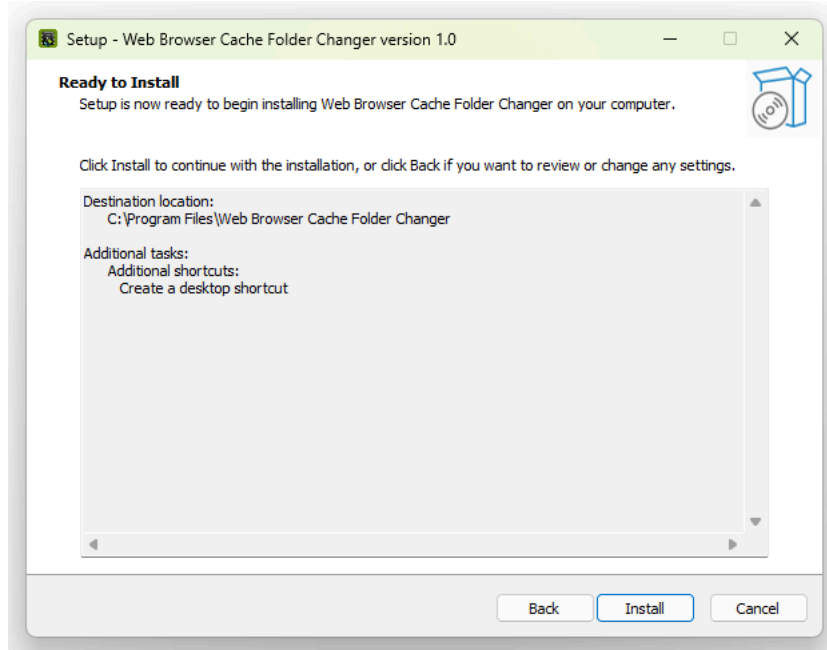 Setup - Web Browser Cache Folder Changer version 1.0
Ready to Install
Setup is now ready to begin installing Web Browser Cache Folder Changer on your computer.
Click Install to continue with the installation, or click Back if you want to review or change any settings.
Destination location:
C:\Program Files\Web Browser Cache Folder Changer
Additional tasks:
Additional shortcuts:
Create a desktop shortcut
Back
Install
Cancel